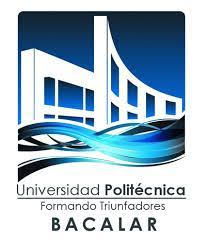 Universidad Politécnica
Formando Triunfadores
BACALAR